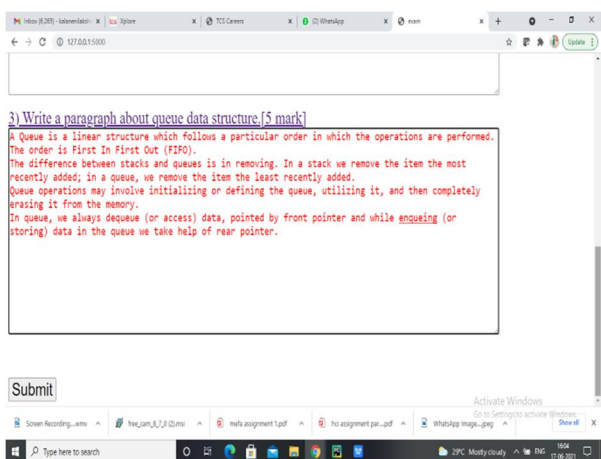 Inbox (6,265) - kalanenilaksh
Xplore
TCS Careers
(2) WhatsApp
exam
127.0.0.1:5000
Update
3) Write a paragraph about queue data structure.[5 mark]
A Queue is a linear structure which follows a particular order in which the operations are performed.
The order is First In First Out (FIFO).
The difference between stacks and queues is in removing. In a stack we remove the item the most
recently added; in a queue, we remove the item the least recently added.
Queue operations may involve initializing or defining the queue, utilizing it, and then completely
erasing it from the memory.
In queue, we always dequeue (or access) data, pointed by front pointer and while enqueing (or
storing) data in the queue we take help of rear pointer.
Submit
Activate Windows
Go to Settings to activate Windows.
Screen Recording....wmv
free_cam_8_7_0 (2).msi
mefa assignment 1.pdf
hci assignment par...pdf
WhatsApp Image...jpeg
Show all
Type here to search
29°C Mostly cloudy
ENG
16:04
17-06-2021